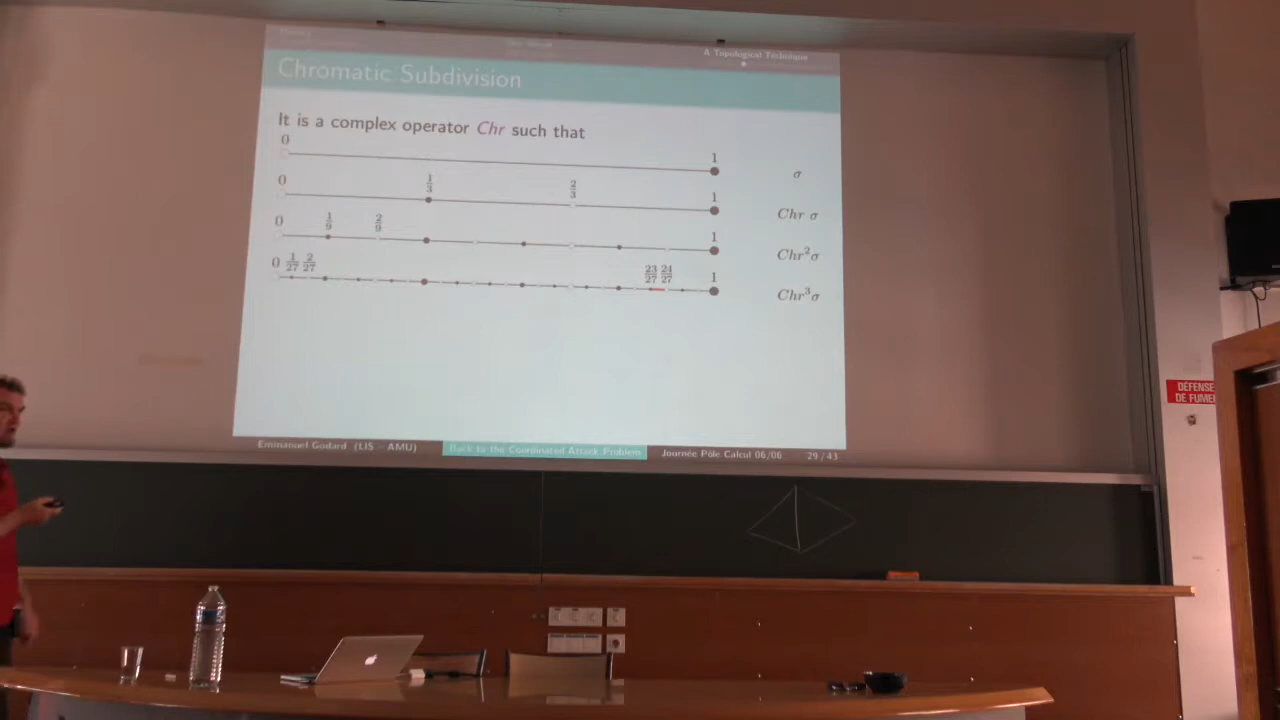 A Topological Technique
Chromatic Subdivision
It is a complex operator Chr such that
0 1 σ
0 1/3 2/3 1 Chr σ
0 1/9 2/9 1 Chr²σ
0 1/27 2/27 23/27 24/27 1 Chr³σ
Emmanuel Godard (LIS - AMU) Back to the Coordinated Attack Problem Journée Pôle Calcul 06/06 29 / 43
DÉFENSE
DE FUME